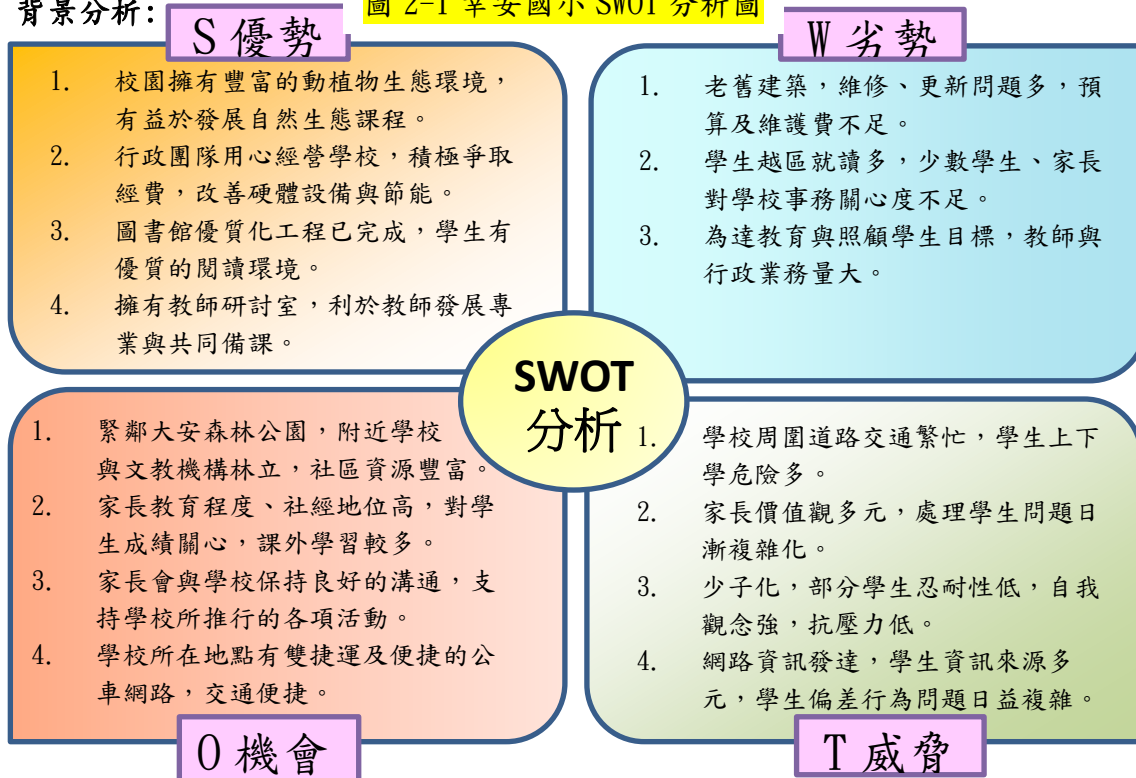 背景分析:
圖 2-1 幸安國小 SWOT 分析圖
S 優勢
1. 校園擁有豐富的動植物生態環境，
有益於發展自然生態課程。
2. 行政團隊用心經營學校，積極爭取
經費，改善硬體設備與節能。
3. 圖書館優質化工程已完成，學生有
優質的閱讀環境。
4. 擁有教師研討室，利於教師發展專
業與共同備課。
W 劣勢
1. 老舊建築，維修、更新問題多，預
算及維護費不足。
2. 學生越區就讀多，少數學生、家長
對學校事務關心度不足。
3. 為達教育與照顧學生目標，教師與
行政業務量大。
SWOT
分析
1. 緊鄰大安森林公園，附近學校
與文教機構林立，社區資源豐富。
2. 家長教育程度、社經地位高，對學
生成績關心，課外學習較多。
3. 家長會與學校保持良好的溝通，支
持學校所推行的各項活動。
4. 學校所在地點有雙捷運及便捷的公
車網路，交通便捷。
O 機會
1. 學校周圍道路交通繁忙，學生上下
學危險多。
2. 家長價值觀多元，處理學生問題日
漸複雜化。
3. 少子化，部分學生忍耐性低，自我
觀念強，抗壓力低。
4. 網路資訊發達，學生資訊來源多
元，學生偏差行為問題日益複雜。
T 威脅